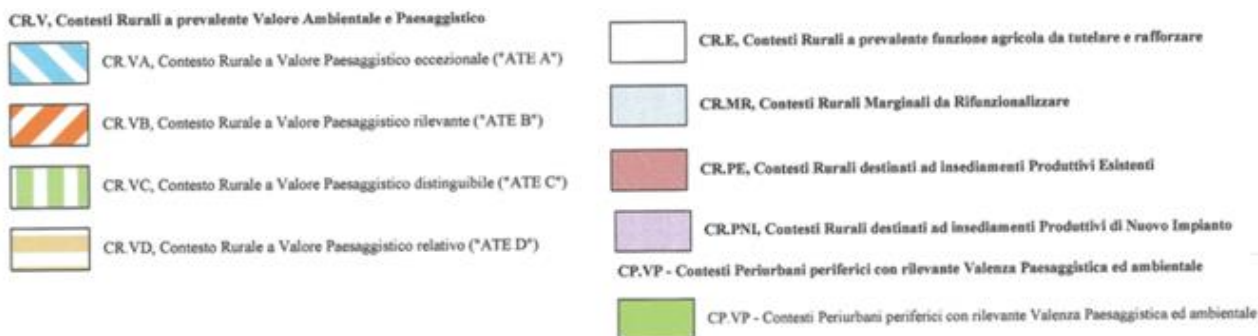 CR.V, Contesti Rurali a prevalente Valore Ambientale e Paesaggistico
CR.VA, Contesto Rurale a Valore Paesaggistico eccezionale ("ATE A")
CR.VB, Contesto Rurale a Valore Paesaggistico rilevante ("ATE B")
CR.VC, Contesto Rurale a Valore Paesaggistico distinguibile ("ATE C")
CR.VD, Contesto Rurale a Valore Paesaggistico relativo ("ATE D")
CR.E, Contesti Rurali a prevalente funzione agricola da tutelare e rafforzare
CR.MR, Contesti Rurali Marginali da Rifunzionalizzare
CR.PE, Contesti Rurali destinati ad insediamenti Produttivi Esistenti
CR.PNI, Contesti Rurali destinati ad insediamenti Produttivi di Nuovo Impianto
CP.VP - Contesti Periurbani periferici con rilevante Valenza Paesaggistica ed ambientale
CP.VP - Contesti Periurbani periferici con rilevante Valenza Paesaggistica ed ambientale